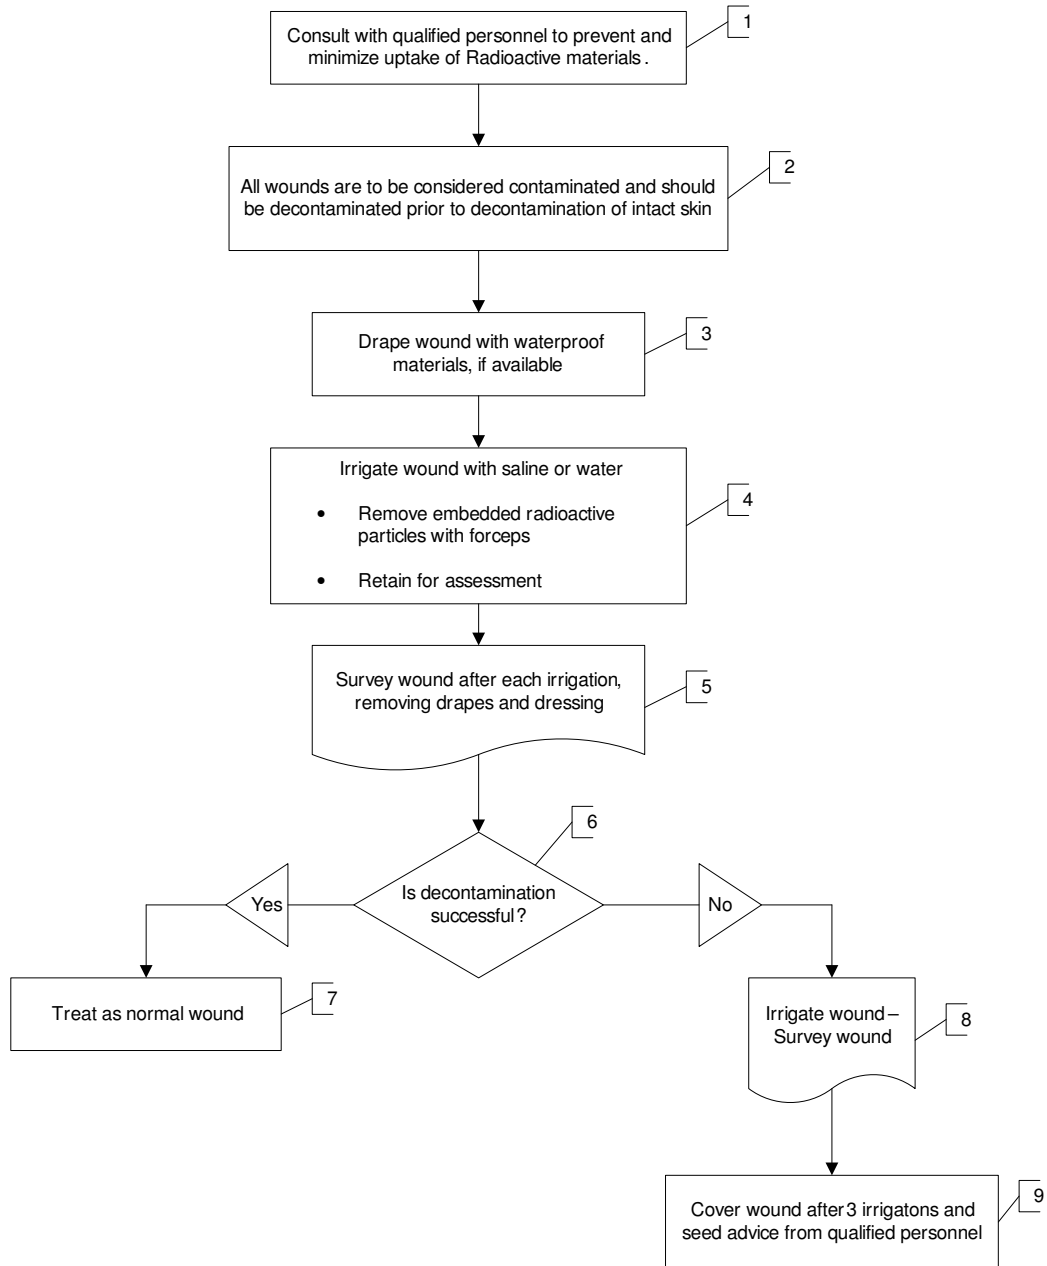 1
Consult with qualified personnel to prevent and
minimize uptake of Radioactive materials .
2
All wounds are to be considered contaminated and should
be decontaminated prior to decontamination of intact skin
3
Drape wound with waterproof
materials, if available
4
Irrigate wound with saline or water
• Remove embedded radioactive
particles with forceps
• Retain for assessment
5
Survey wound after each irrigation,
removing drapes and dressing
6
Is decontamination
successful?
Yes
No
7
Treat as normal wound
8
Irrigate wound –
Survey wound
9
Cover wound after 3 irrigatons and
seed advice from qualified personnel